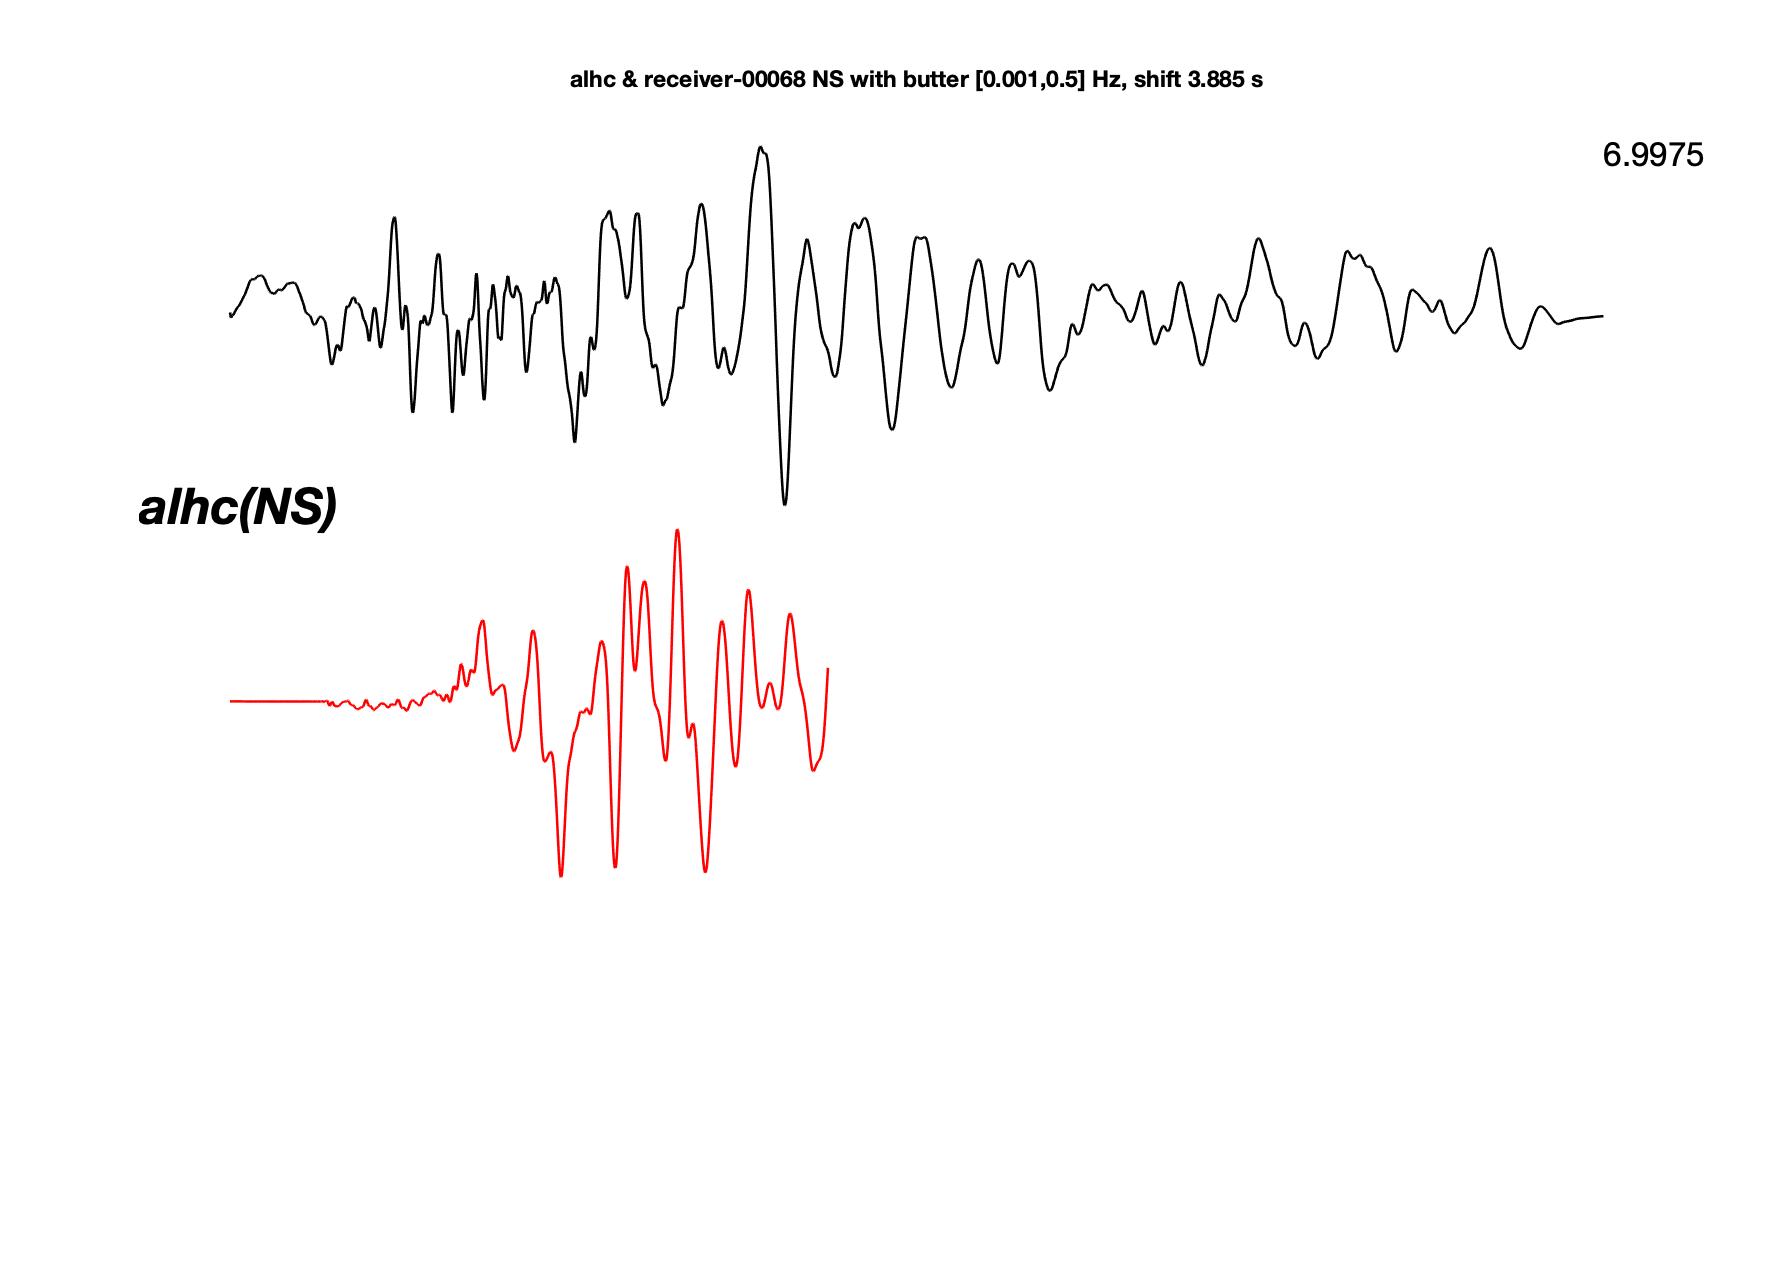 alhc & receiver-00068 NS with butter [0.001,0.5] Hz, shift 3.885 s
6.9975
alhc(NS)